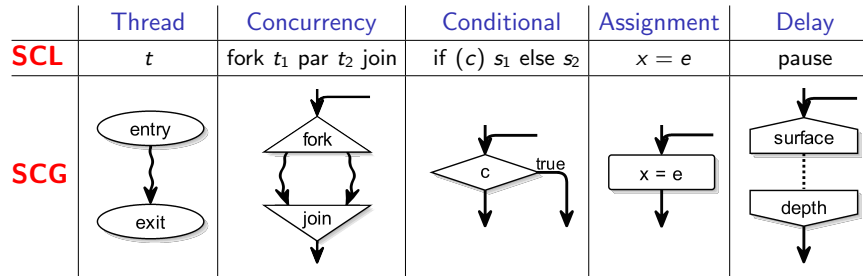 Thread Concurrency Conditional Assignment Delay
SCL t fork t₁ par t₂ join if (c) s₁ else s₂ x = e pause
SCG
entry
exit
fork
join
c
true
x = e
surface
depth